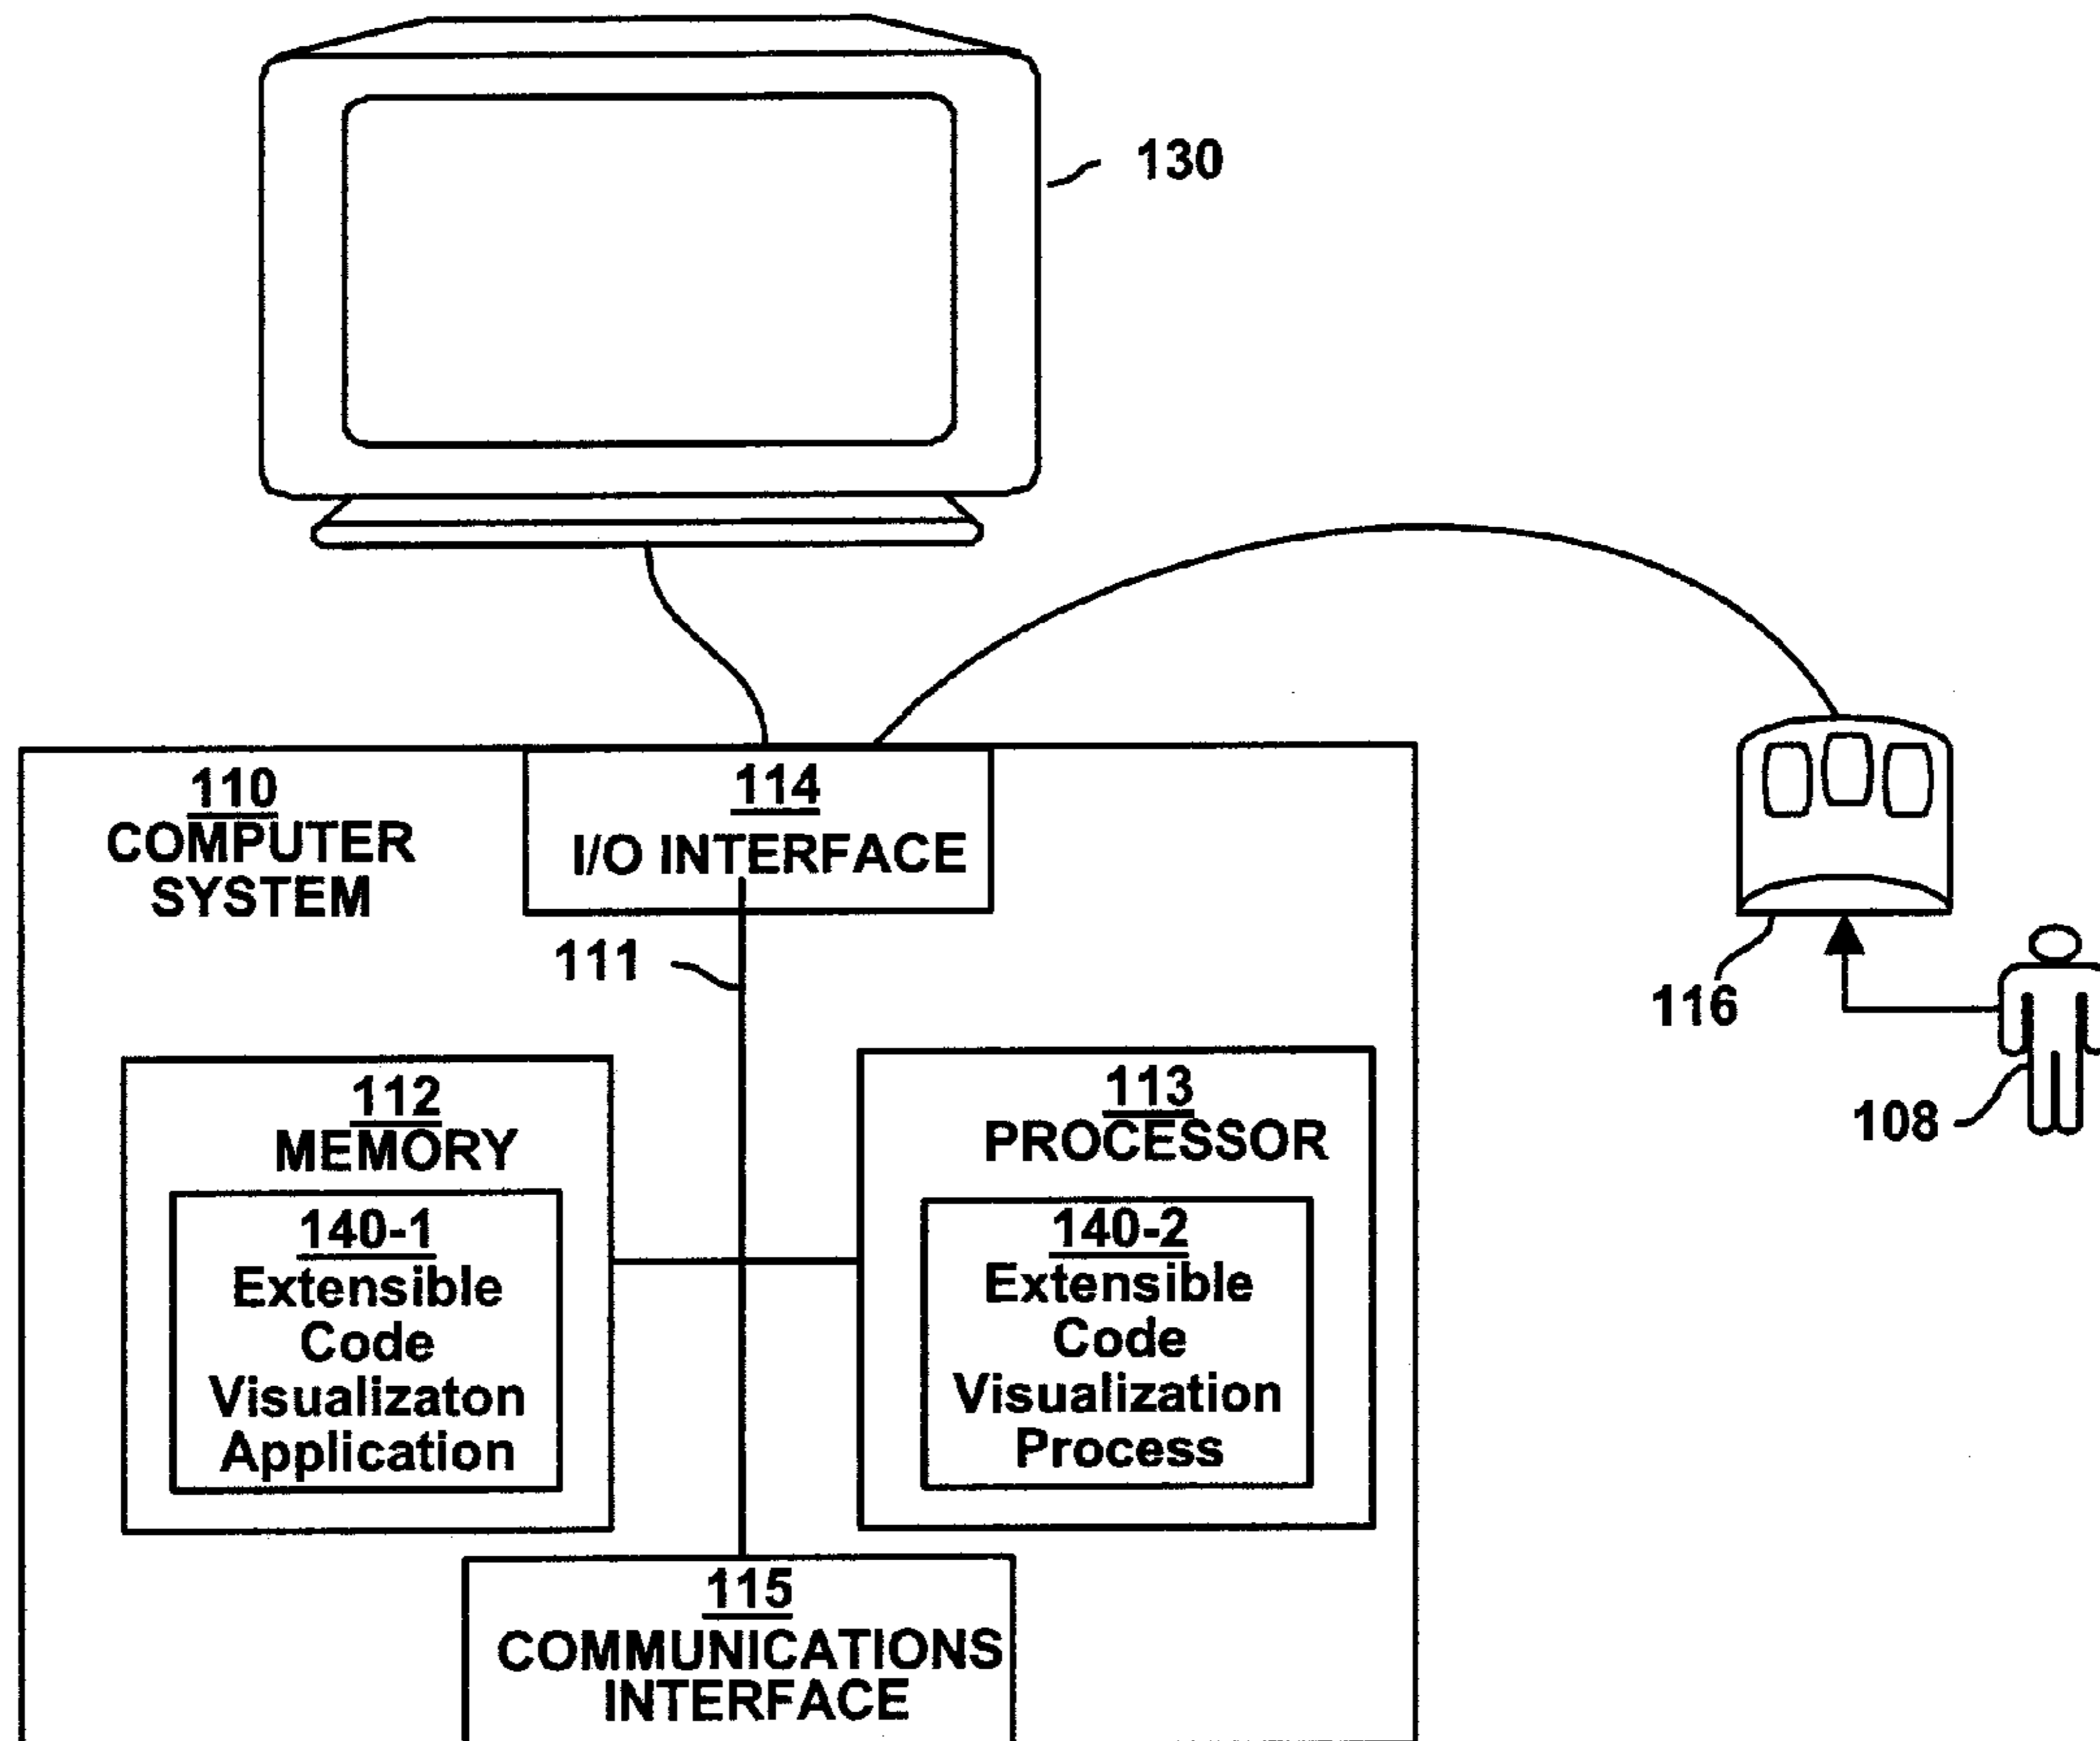 130
110
COMPUTER
SYSTEM
114
I/O INTERFACE
111
116
108
112
MEMORY
140-1
Extensible
Code
Visualizaton
Application
113
PROCESSOR
140-2
Extensible
Code
Visualization
Process
115
COMMUNICATIONS
INTERFACE